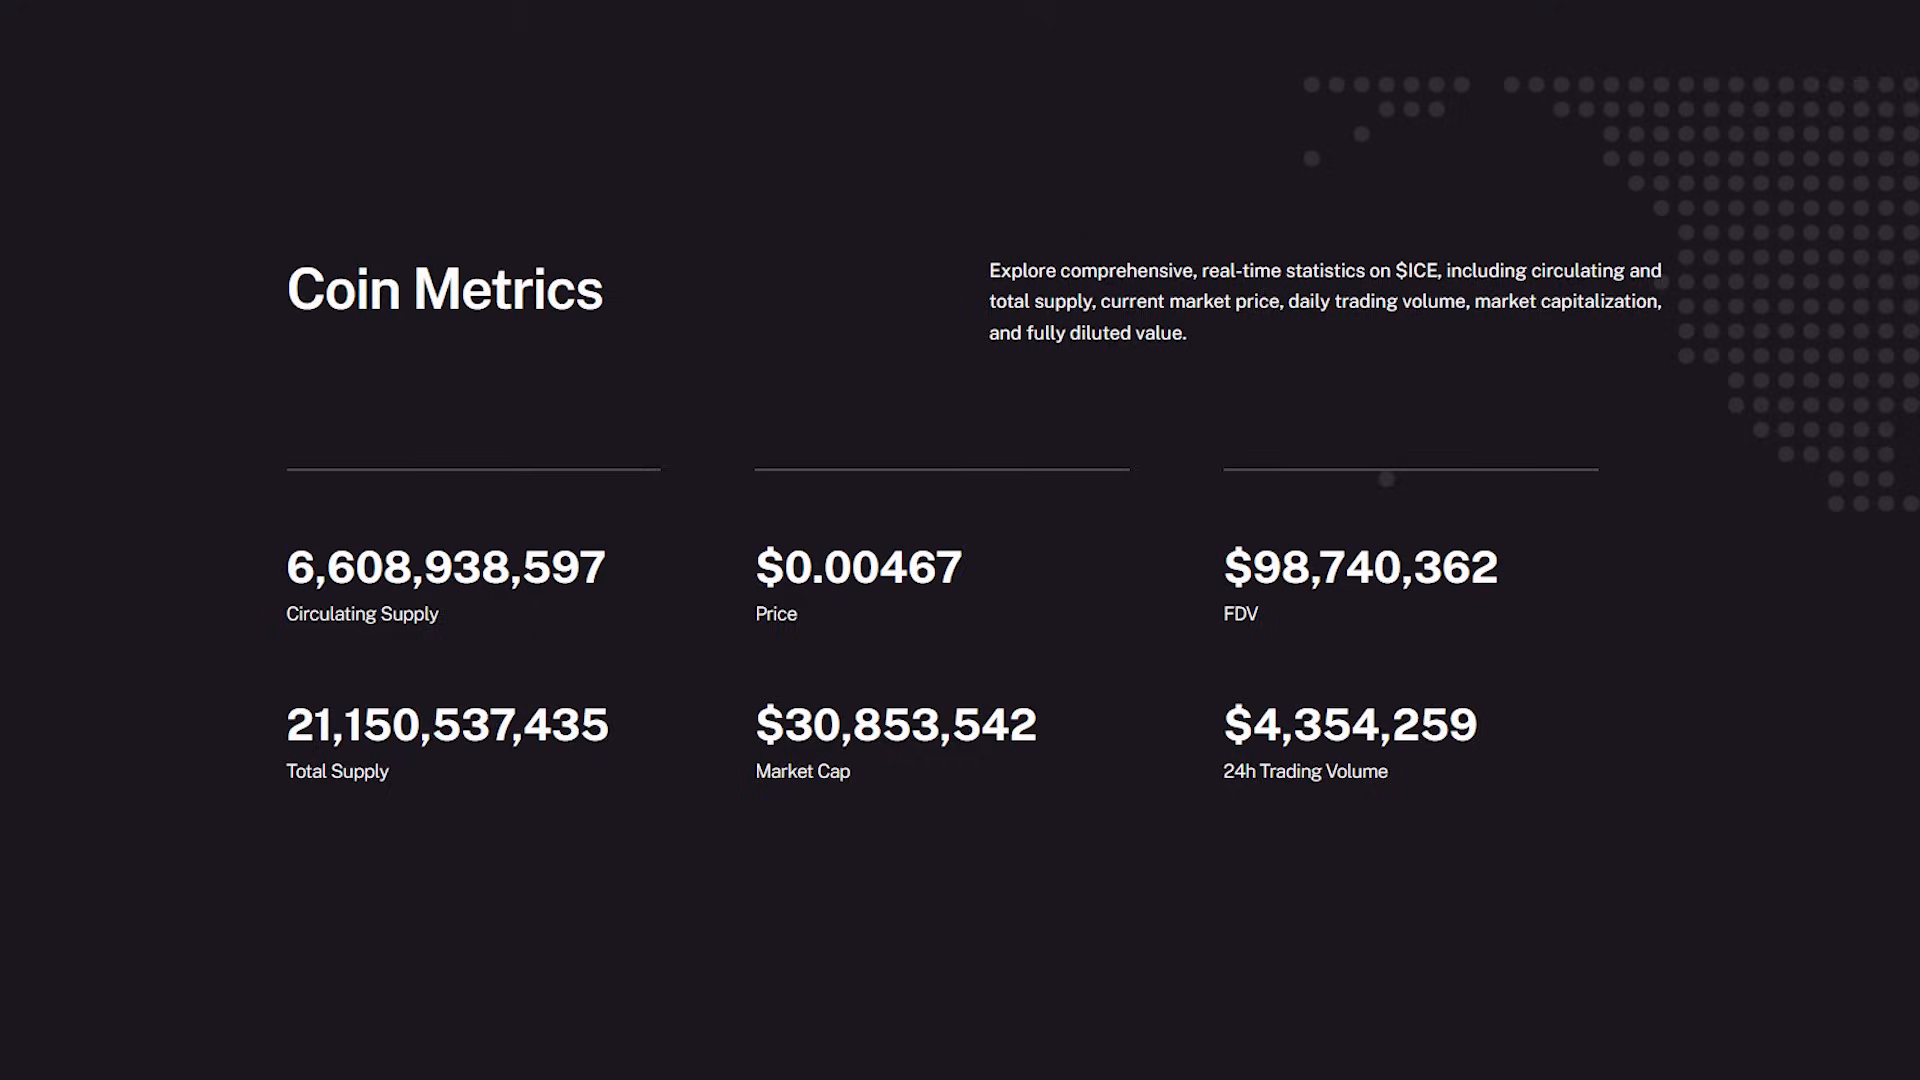 Coin Metrics
Explore comprehensive, real-time statistics on $ICE, including circulating and
total supply, current market price, daily trading volume, market capitalization,
and fully diluted value.
6,608,938,597
Circulating Supply
$0.00467
Price
$98,740,362
FDV
21,150,537,435
Total Supply
$30,853,542
Market Cap
$4,354,259
24h Trading Volume